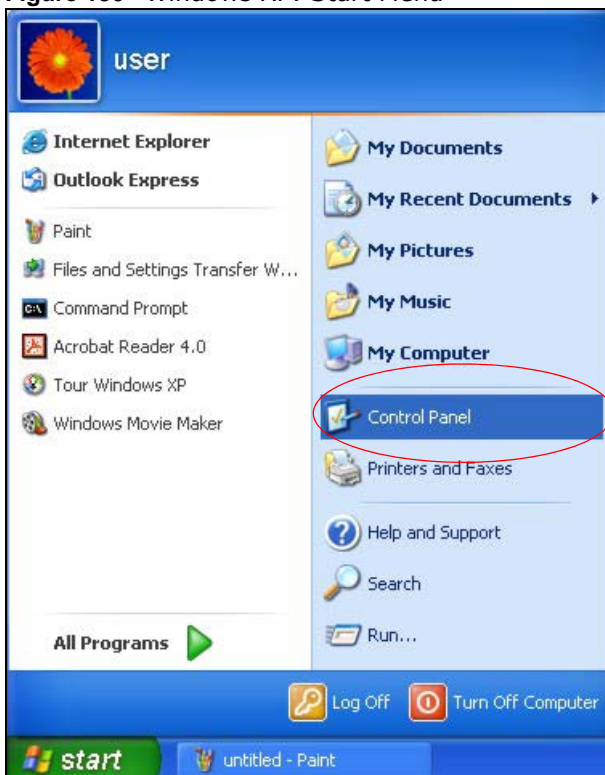 user
Internet Explorer
Outlook Express
Paint
Files and Settings Transfer W...
Command Prompt
Acrobat Reader 4.0
Tour Windows XP
Windows Movie Maker
All Programs
My Documents
My Recent Documents
My Pictures
My Music
My Computer
Control Panel
Printers and Faxes
Help and Support
Search
Run...
Log Off
Turn Off Computer
start
untitled - Paint